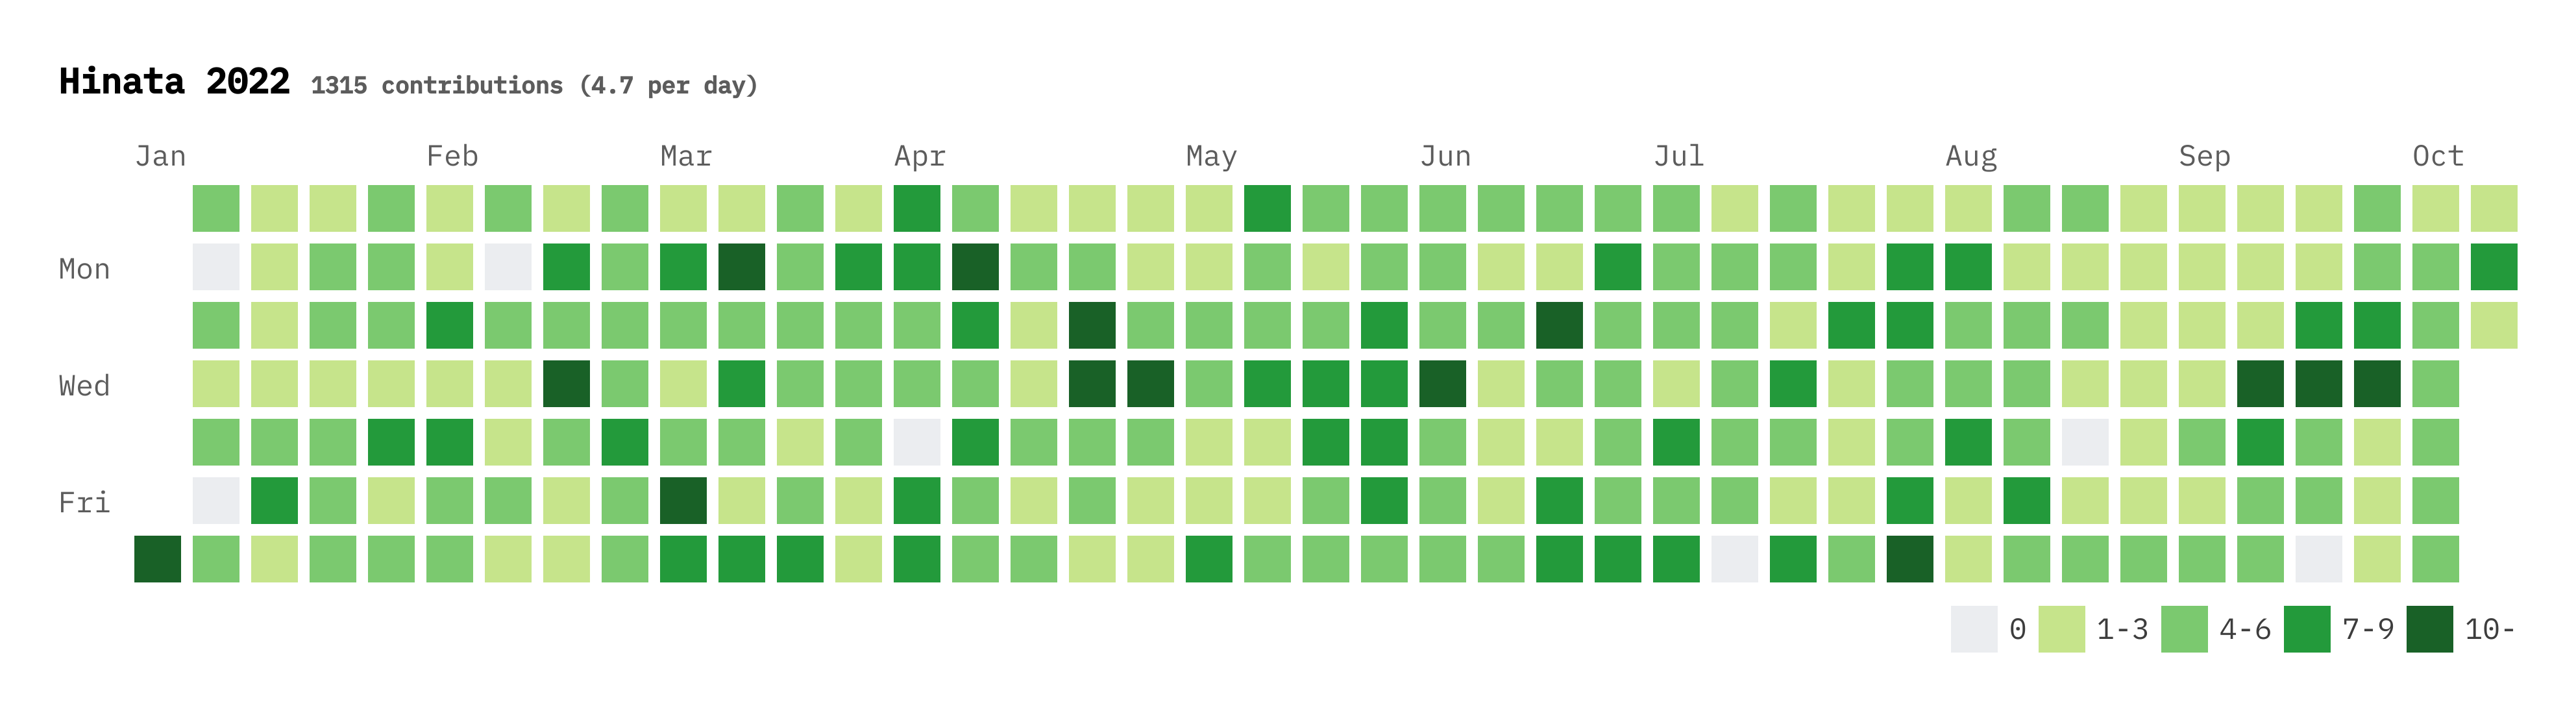 Hinata 2022 1315 contributions (4.7 per day)
Jan Feb Mar Apr May Jun Jul Aug Sep Oct
Mon
Wed
Fri
0 1-3 4-6 7-9 10-